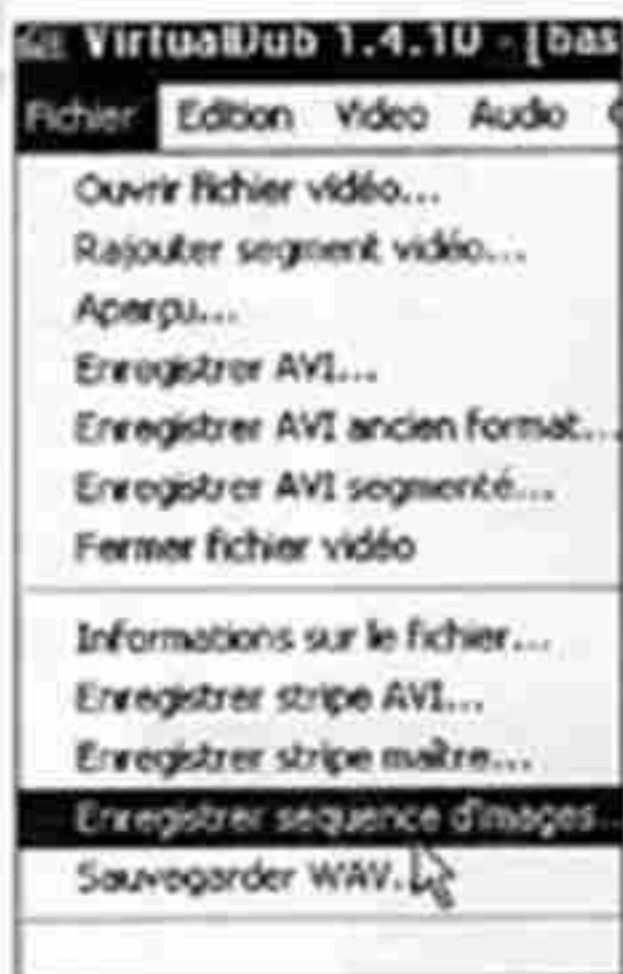 VirtualDub 1.4.10 - [bas
Fichier Edition Video Audio
Ouvrir fichier vidéo...
Rajouter segment vidéo...
Aperçu...
Enregistrer AVI...
Enregistrer AVI ancien format...
Enregistrer AVI segmenté...
Fermer fichier vidéo
Informations sur le fichier...
Enregistrer stripe AVI...
Enregistrer stripe maître...
Enregistrer séquence d'images...
Sauvegarder WAV..